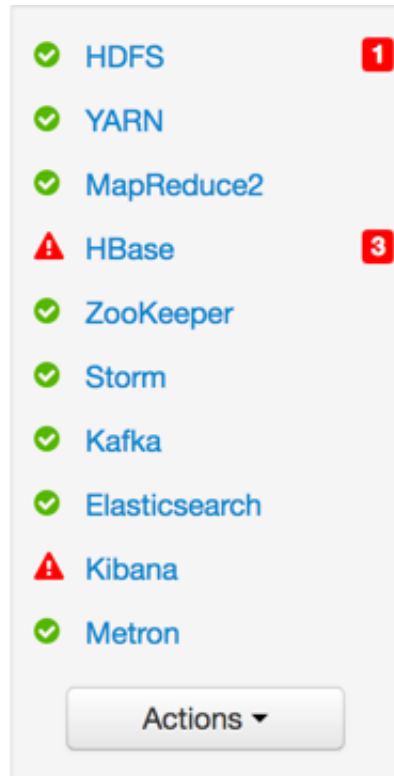 HDFS 1
YARN
MapReduce2
HBase 3
ZooKeeper
Storm
Kafka
Elasticsearch
Kibana
Metron
Actions